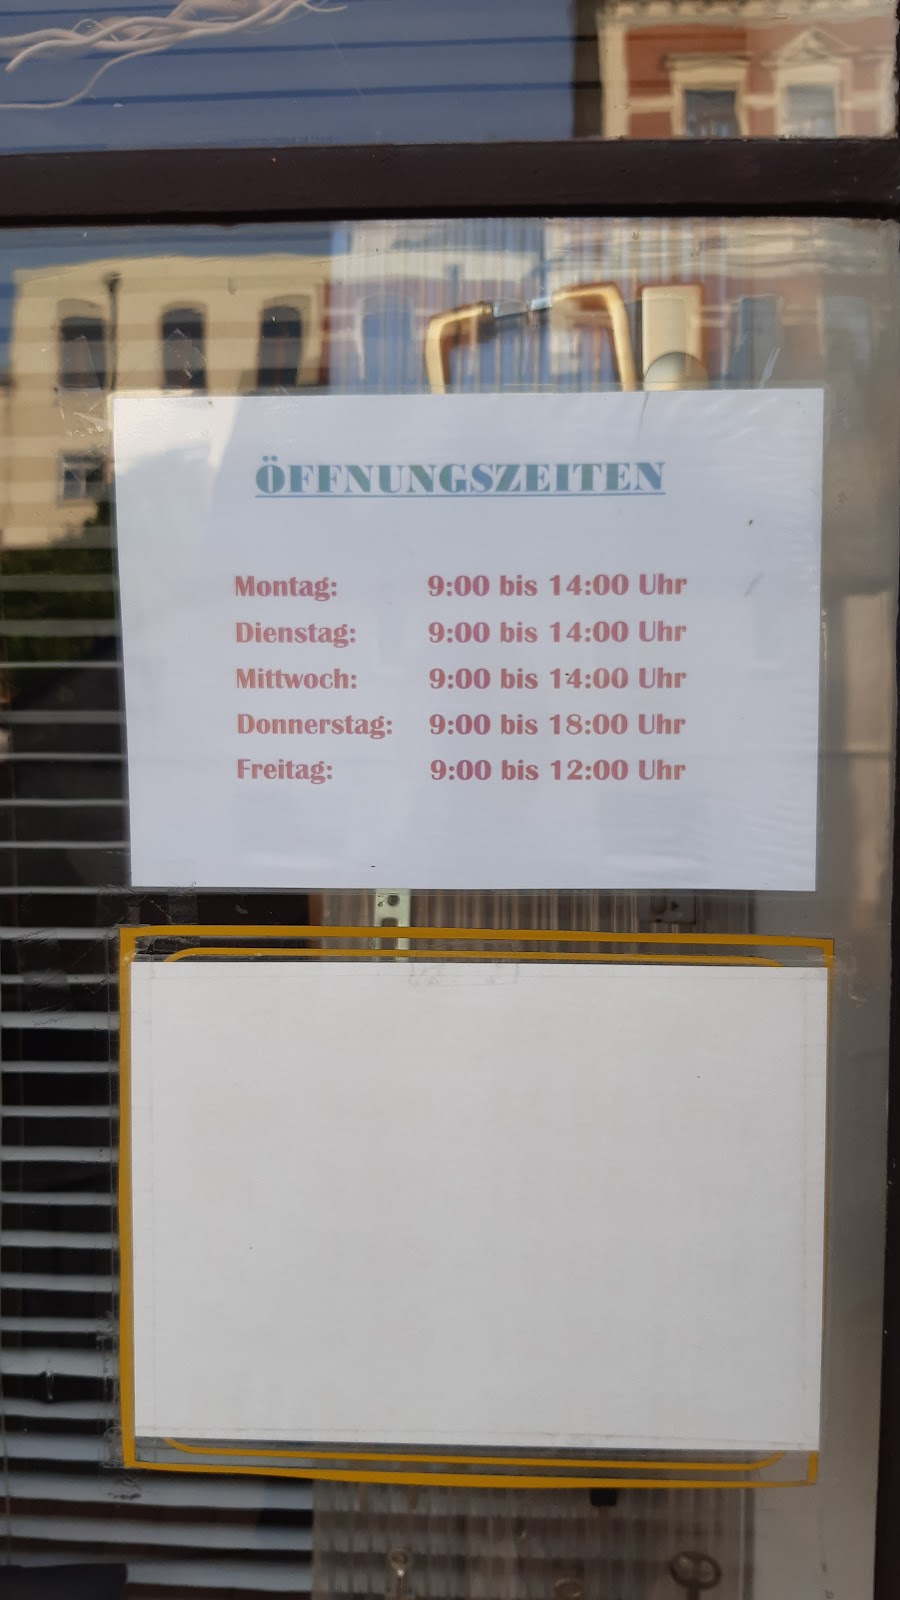 ÖFFNUNGSZEITEN
Montag: 9:00 bis 14:00 Uhr
Dienstag: 9:00 bis 14:00 Uhr
Mittwoch: 9:00 bis 14:00 Uhr
Donnerstag: 9:00 bis 18:00 Uhr
Freitag: 9:00 bis 12:00 Uhr